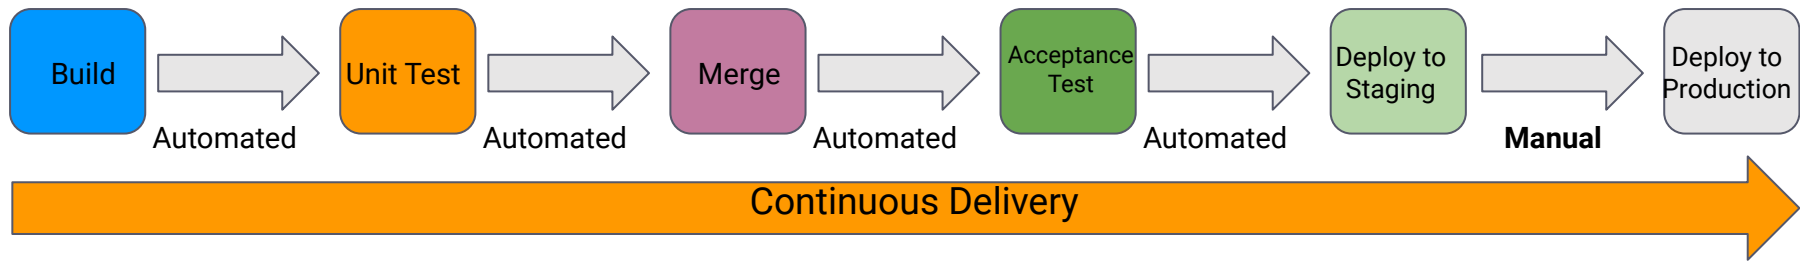 Build
Unit Test
Merge
Acceptance
Test
Deploy to
Staging
Deploy to
Production
Automated
Automated
Automated
Automated
Manual
Continuous Delivery